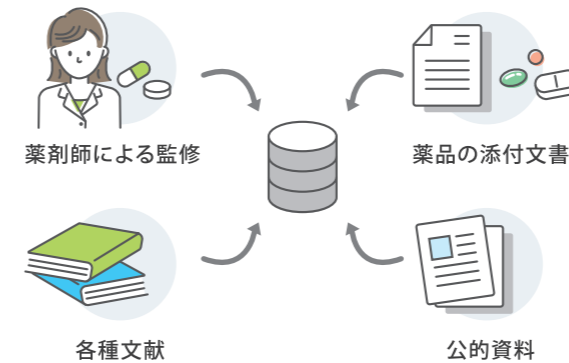 薬剤師による監修
薬品の添付文書
各種文献
公的資料